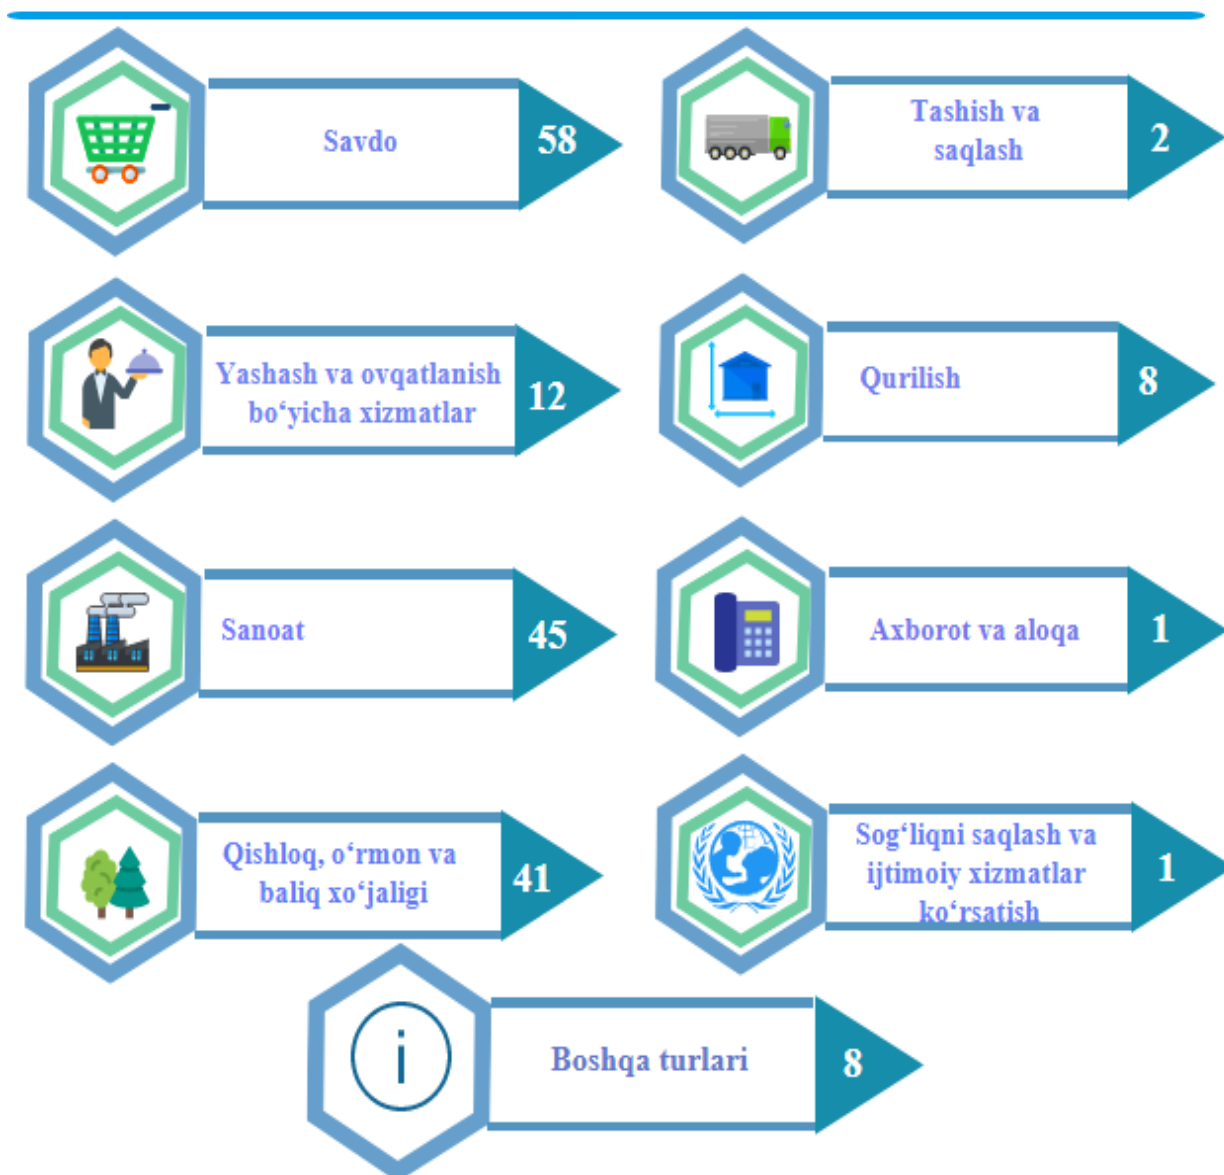 Savdo
58
Tashish va
saqlash
2
Yashash va ovqatlanish
bo‘yicha xizmatlar
12
Qurilish
8
Sanoat
45
Axborot va aloqa
1
Qishloq, o‘rmon va
baliq xo‘jaligi
41
Sog‘liqni saqlash va
ijtimoiy xizmatlar
ko‘rsatish
1
i
Boshqa turlari
8